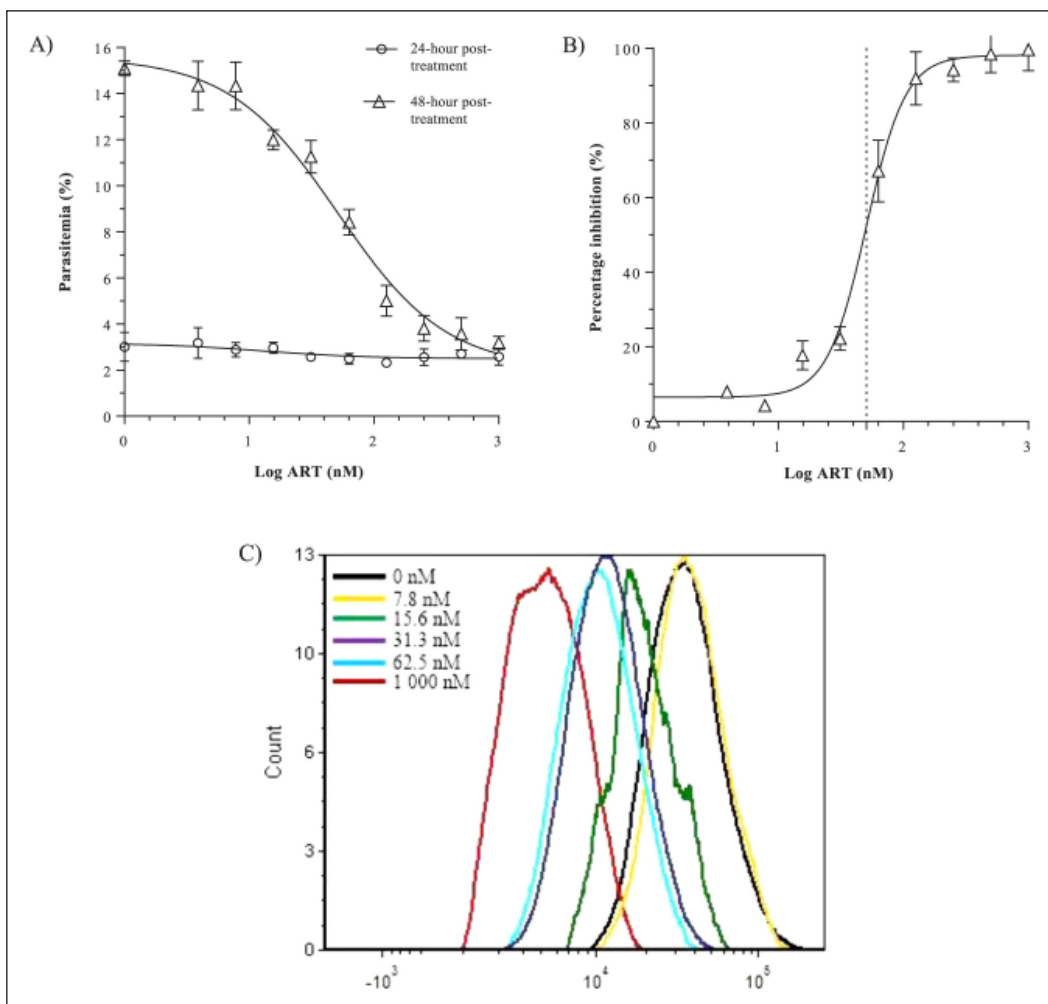 A)
16
14
12
10
8
6
4
2
0
Parasitemia (%)
24-hour post-
treatment
48-hour post-
treatment
0 1 2 3
Log ART (nM)
B)
100
80
60
40
20
0
Percentage inhibition (%)
0 1 2 3
Log ART (nM)
C)
13
10
6
3
0
Count
0 nM
7.8 nM
15.6 nM
31.3 nM
62.5 nM
1 000 nM
-10³ 10⁴ 10⁵